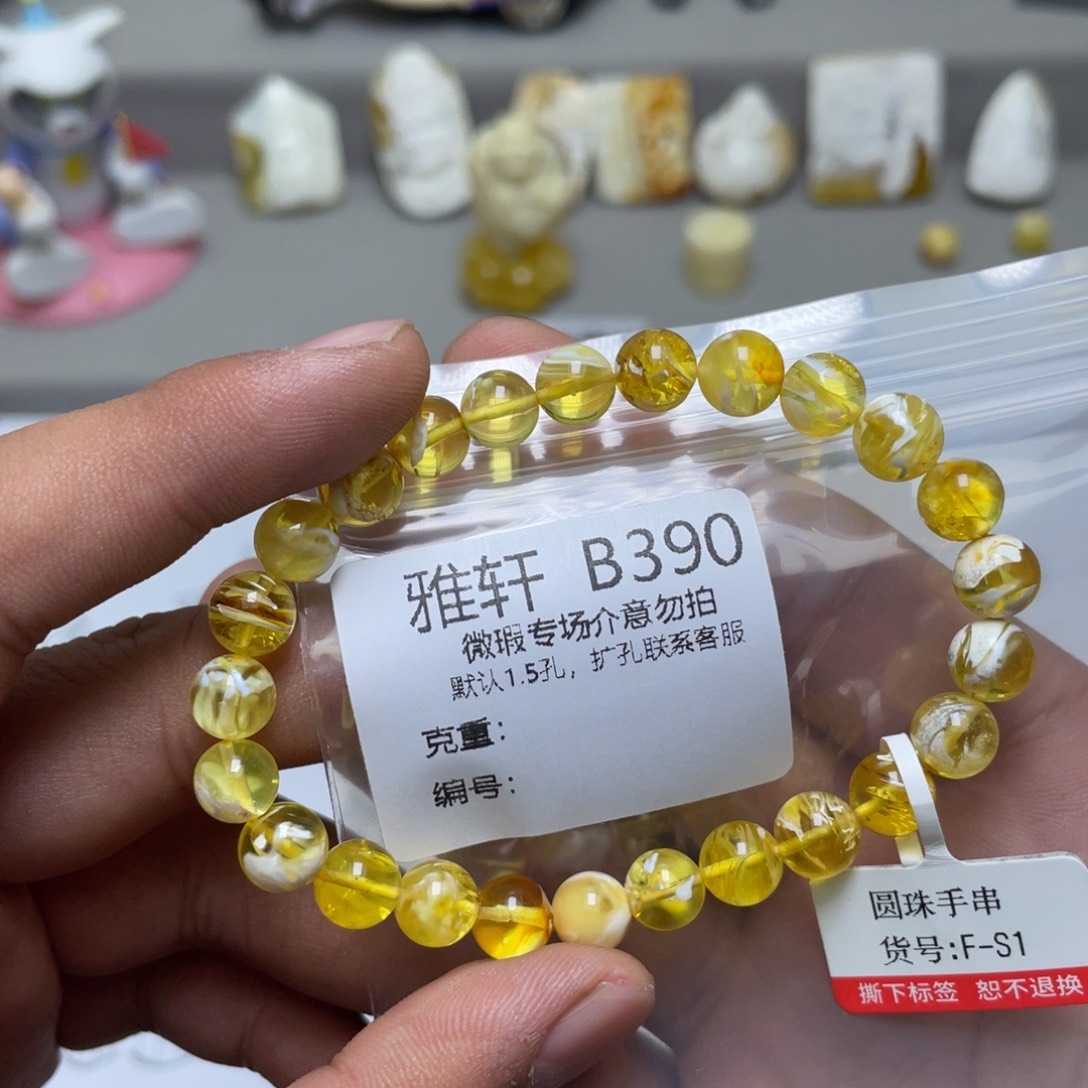 雅轩 B390
微瑕专场介意勿拍
默认1.5孔，扩孔联系客服
克重：
编号：
圆珠手串
货号:F-S1
撕下标签 恕不退换